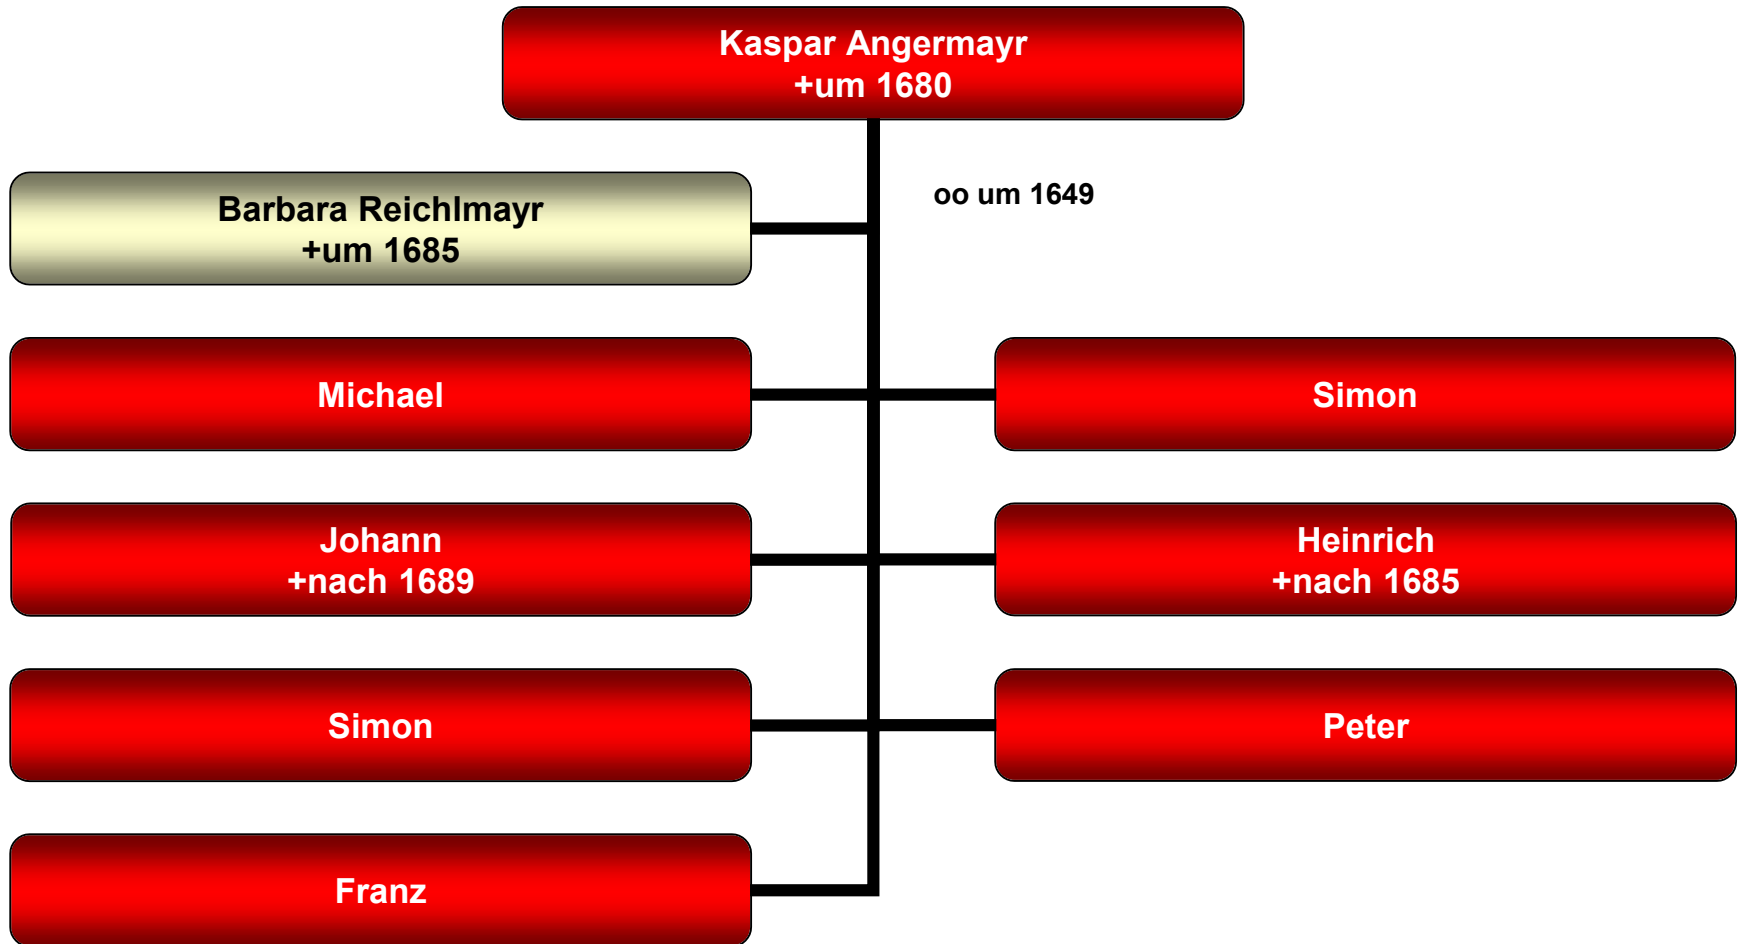 Kaspar Angermayr
+um 1680
oo um 1649
Barbara Reichlmayr
+um 1685
Michael
Simon
Johann
+nach 1689
Heinrich
+nach 1685
Simon
Peter
Franz